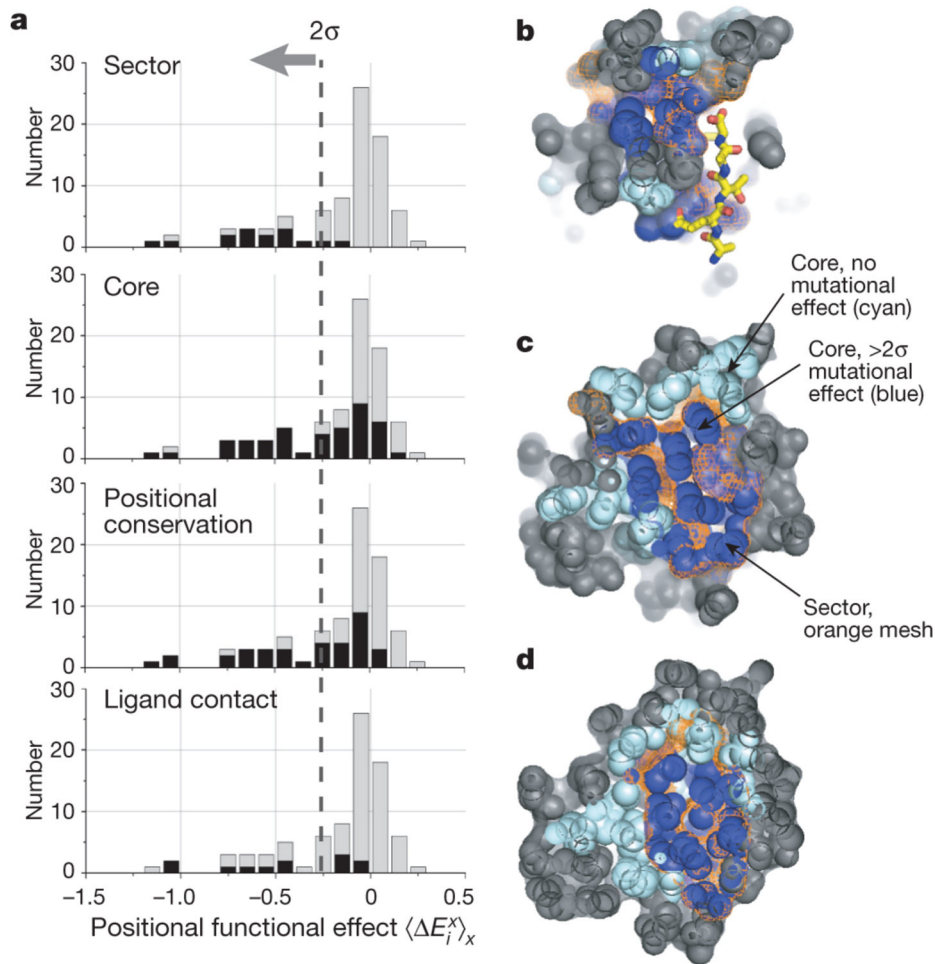 a
2σ
30
20
10
0
Number
Sector
30
20
10
0
Number
Core
30
20
10
0
Number
Positional
conservation
30
20
10
0
Number
Ligand contact
−1.5
−1.0
−0.5
0
0.5
Positional functional effect ⟨ΔE_i^x⟩_x
b
Core, no
mutational
effect (cyan)
c
Core, >2σ
mutational
effect (blue)
Sector,
orange mesh
d